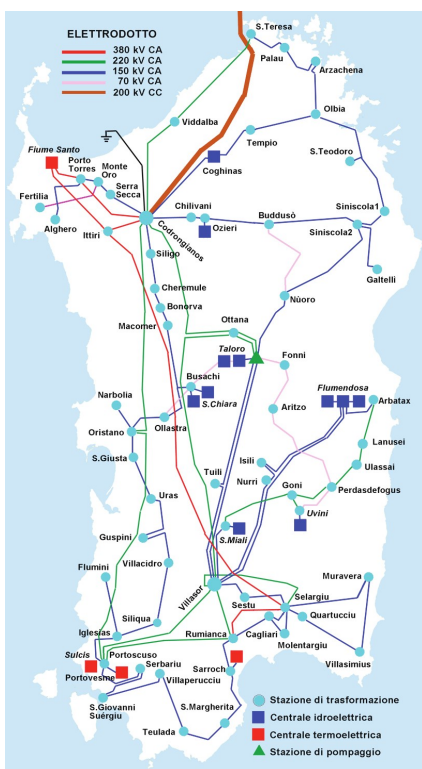 ELETTRODOTTO
380 kV CA
220 kV CA
150 kV CA
70 kV CA
200 kV CC
S.Teresa
Palau
Arzachena
Viddalba
Olbia
Tempio
Fiume Santo
Porto
Torres
Monte
Oro
Coghinas
S.Teodoro
Serra
Secca
Fertilia
Alghero
Ittiri
Codrongianos
Chilivani
Ozieri
Buddusò
Siniscola1
Siniscola2
Siligo
Galtelli
Cheremule
Bonorva
Nùoro
Macomer
Ottana
Taloro
Fonni
Busachi
S.Chiara
Flumendosa
Narbolia
Aritzo
Arbatax
Ollastra
Oristano
Lanusei
S.Giusta
Isili
Ulassai
Tuili
Nurri
Goni
Perdasdefogus
Uras
Uvini
Guspini
S.Miali
Villacidro
Flumini
Villasor
Muravera
Selargiu
Sestu
Siliqua
Quartucciu
Iglesias
Rumianca
Cagliari
Molentargiu
Sulcis
Portoscuso
Villasimius
Serbariu
Sarroch
Portovesme
Villaperucciu
S.Giovanni
Suérgiu
S.Margherita
Teulada
Stazione di trasformazione
Centrale idroelettrica
Centrale termoelettrica
Stazione di pompaggio